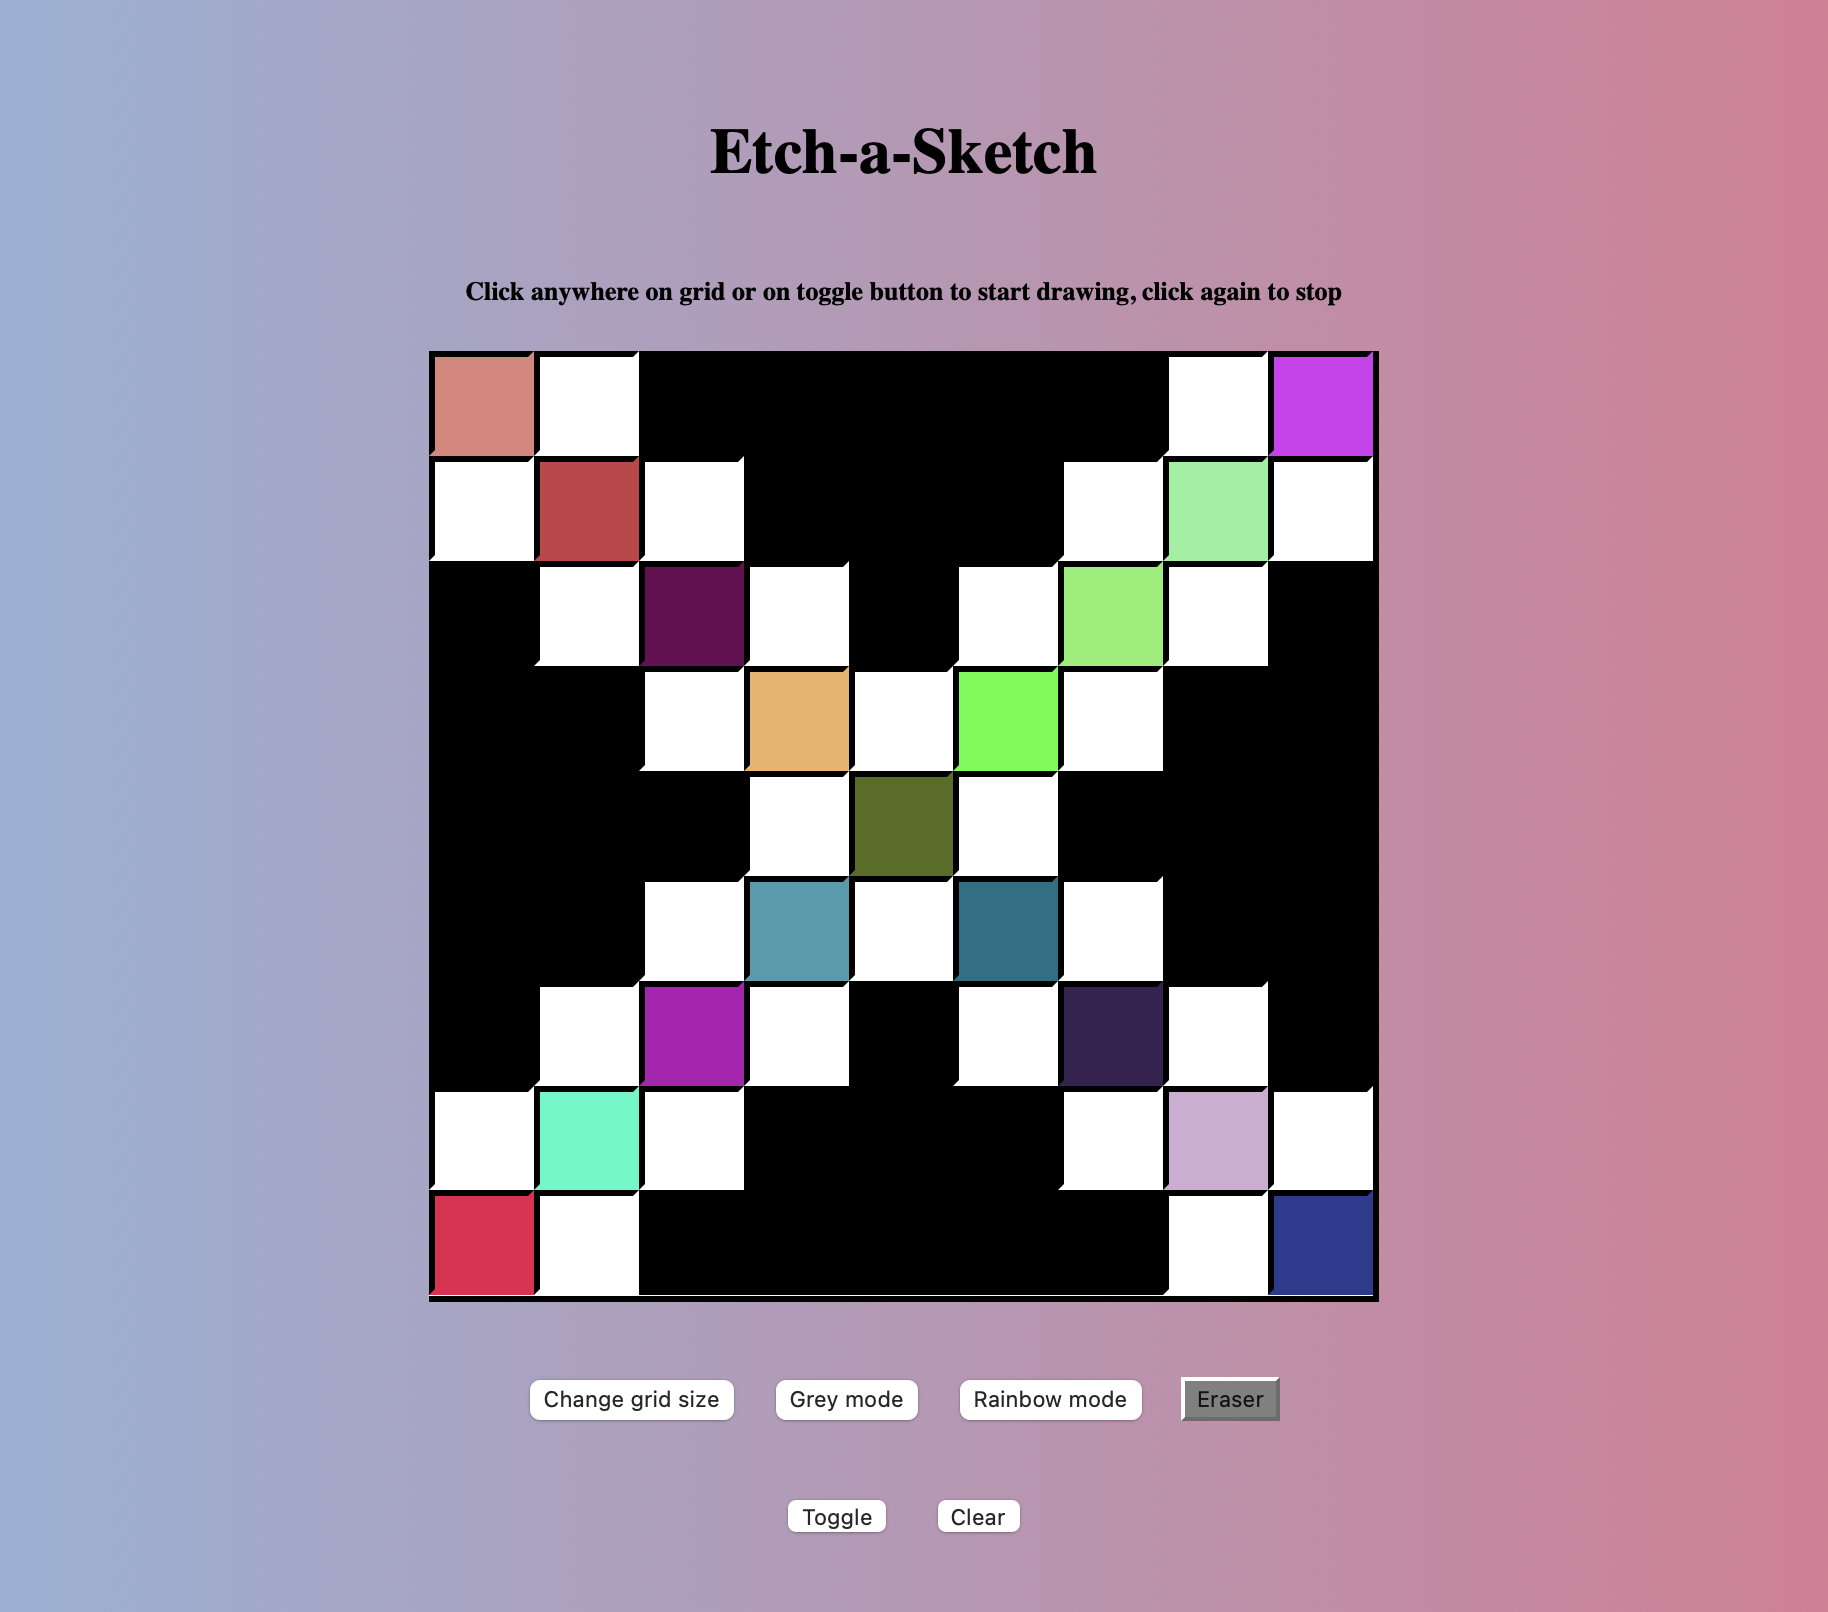 Etch-a-Sketch
Click anywhere on grid or on toggle button to start drawing, click again to stop
Change grid size Grey mode Rainbow mode Eraser
Toggle Clear